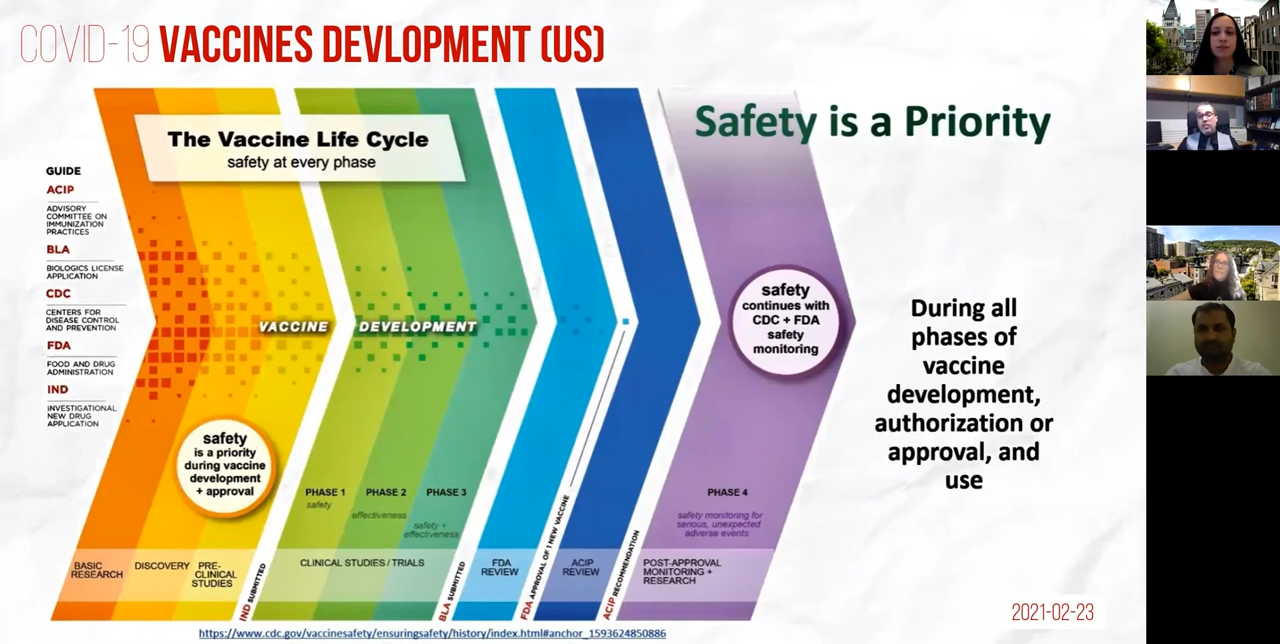 COVID-19 VACCINES DEVLOPMENT (US)
The Vaccine Life Cycle
safety at every phase
Safety is a Priority
GUIDE
ACIP
ADVISORY
COMMITTEE ON
IMMUNIZATION
PRACTICES
BLA
BIOLOGICS LICENSE
APPLICATION
CDC
CENTERS FOR
DISEASE CONTROL
AND PREVENTION
FDA
FOOD AND DRUG
ADMINISTRATION
IND
INVESTIGATIONAL
NEW DRUG
APPLICATION
VACCINE DEVELOPMENT
safety
is a priority
during vaccine
development
+ approval
safety
continues with
CDC + FDA
safety
monitoring
During all
phases of
vaccine
development,
authorization or
approval, and
use
PHASE 1
safety
PHASE 2
effectiveness
PHASE 3
safety +
effectiveness
PHASE 4
safety monitoring for
serious, unexpected
adverse events
BASIC
RESEARCH
DISCOVERY
PRE-
CLINICAL
STUDIES
IND SUBMITTED
CLINICAL STUDIES / TRIALS
BLA SUBMITTED
FDA
REVIEW
FDA APPROVAL OF 1 NEW VACCINE
ACIP
REVIEW
ACIP RECOMMENDATION
POST-APPROVAL
MONITORING +
RESEARCH
2021-02-23
https://www.cdc.gov/vaccinesafety/ensuringsafety/history/index.html#anchor_1593624850886